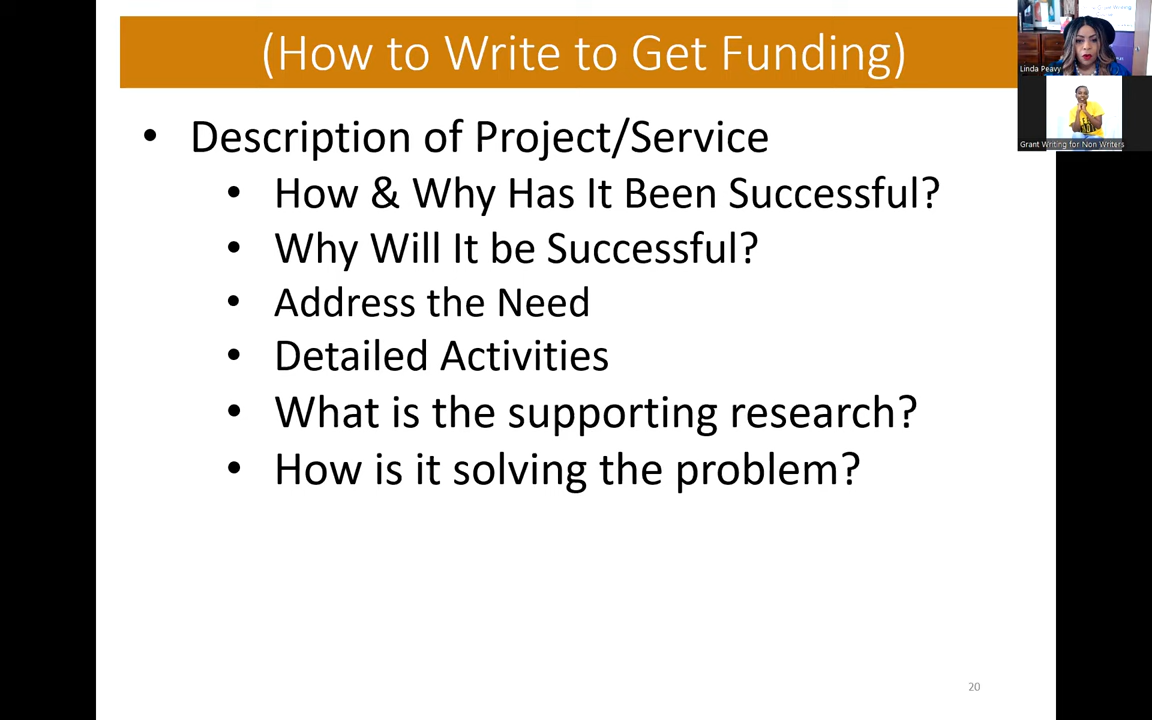 (How to Write to Get Funding)
• Description of Project/Service
• How & Why Has It Been Successful?
• Why Will It be Successful?
• Address the Need
• Detailed Activities
• What is the supporting research?
• How is it solving the problem?
20
Linda Peavy
Grant Writing for Non Writers